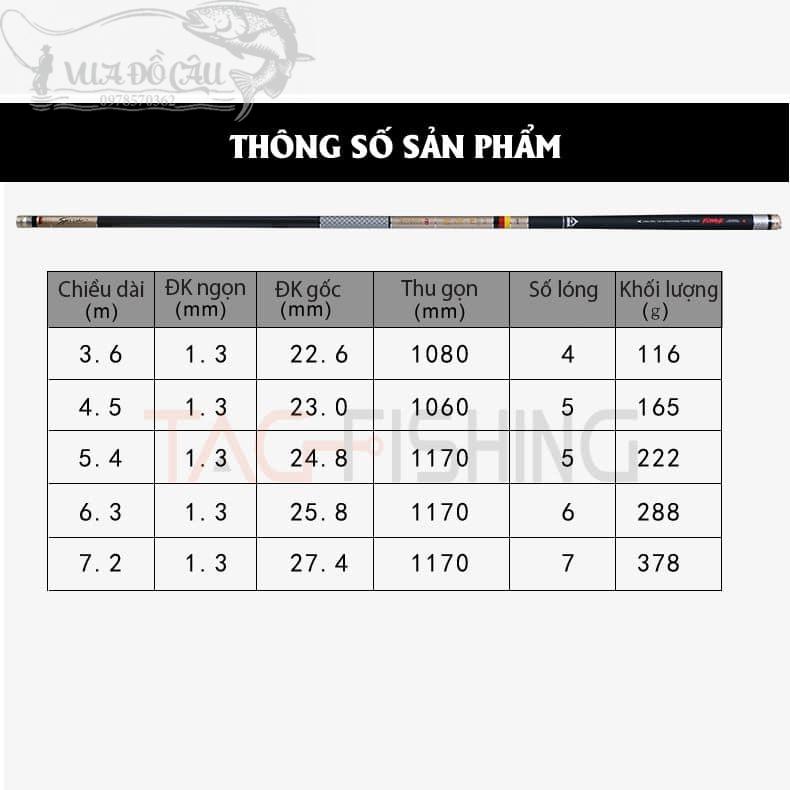 VUA ĐỒ CÂU
0978570362
THÔNG SỐ SẢN PHẨM
Chiều dài (m) ĐK ngọn (mm) ĐK gốc (mm) Thu gọn (mm) Số lóng Khối lượng (g)
3.6 1.3 22.6 1080 4 116
4.5 1.3 23.0 1060 5 165
5.4 1.3 24.8 1170 5 222
6.3 1.3 25.8 1170 6 288
7.2 1.3 27.4 1170 7 378
TAG FISHING